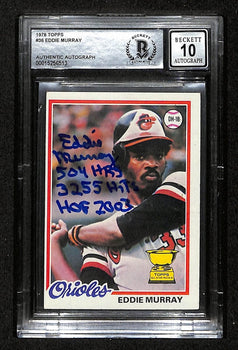 1978 TOPPS
#36 EDDIE MURRAY
AUTHENTIC AUTOGRAPH
BECKETT
10
AUTOGRAPH
Eddie
Murray
504 HRS
3255 Hits
HOF 2003
DH-1B
TOPPS
Orioles
EDDIE MURRAY